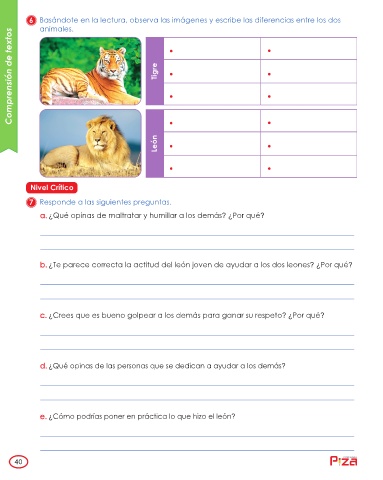 Comprensión de textos
6 Basándote en la lectura, observa las imágenes y escribe las diferencias entre los dos
animales.
Tigre
León
Nivel Crítico
7 Responde a las siguientes preguntas.
a. ¿Qué opinas de maltratar y humillar a los demás? ¿Por qué?
b. ¿Te parece correcta la actitud del león joven de ayudar a los dos leones? ¿Por qué?
c. ¿Crees que es bueno golpear a los demás para ganar su respeto? ¿Por qué?
d. ¿Qué opinas de las personas que se dedican a ayudar a los demás?
e. ¿Cómo podrías poner en práctica lo que hizo el león?
40